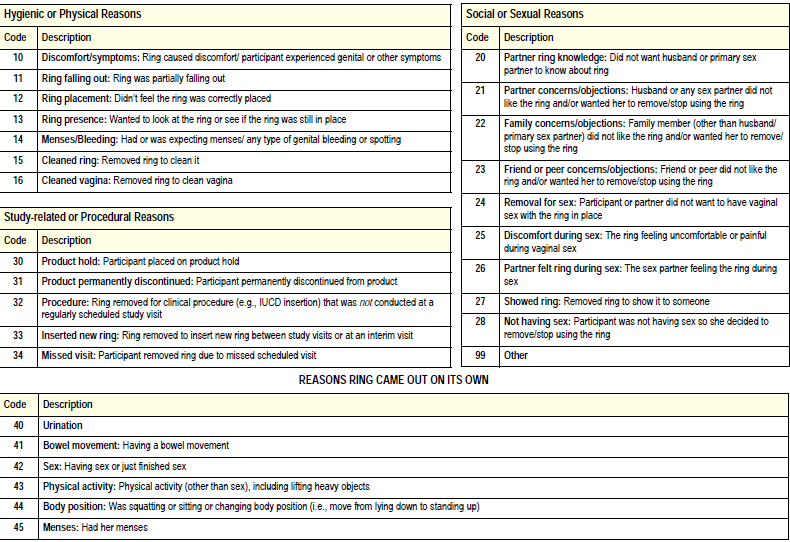 Hygienic or Physical Reasons
Code Description
10 Discomfort/symptoms: Ring caused discomfort/ participant experienced genital or other symptoms
11 Ring falling out: Ring was partially falling out
12 Ring placement: Didn't feel the ring was correctly placed
13 Ring presence: Wanted to look at the ring or see if the ring was still in place
14 Menses/Bleeding: Had or was expecting menses/ any type of genital bleeding or spotting
15 Cleaned ring: Removed ring to clean it
16 Cleaned vagina: Removed ring to clean vagina
Study-related or Procedural Reasons
Code Description
30 Product hold: Participant placed on product hold
31 Product permanently discontinued: Participant permanently discontinued from product
32 Procedure: Ring removed for clinical procedure (e.g., IUCD insertion) that was not conducted at a
regularly scheduled study visit
33 Inserted new ring: Ring removed to insert new ring between study visits or at an interim visit
34 Missed visit: Participant removed ring due to missed scheduled visit
Social or Sexual Reasons
Code Description
20 Partner ring knowledge: Did not want husband or primary sex
partner to know about ring
21 Partner concerns/objections: Husband or any sex partner did not
like the ring and/or wanted her to remove/stop using the ring
22 Family concerns/objections: Family member (other than husband/
primary sex partner) did not like the ring and/or wanted her to remove/
stop using the ring
23 Friend or peer concerns/objections: Friend or peer did not like the
ring and/or wanted her to remove/stop using the ring
24 Removal for sex: Participant or partner did not want to have vaginal
sex with the ring in place
25 Discomfort during sex: The ring feeling uncomfortable or painful
during vaginal sex
26 Partner felt ring during sex: The sex partner feeling the ring during
sex
27 Showed ring: Removed ring to show it to someone
28 Not having sex: Participant was not having sex so she decided to
remove/stop using the ring
99 Other
REASONS RING CAME OUT ON ITS OWN
Code Description
40 Urination
41 Bowel movement: Having a bowel movement
42 Sex: Having sex or just finished sex
43 Physical activity: Physical activity (other than sex), including lifting heavy objects
44 Body position: Was squatting or sitting or changing body position (i.e., move from lying down to standing up)
45 Menses: Had her menses